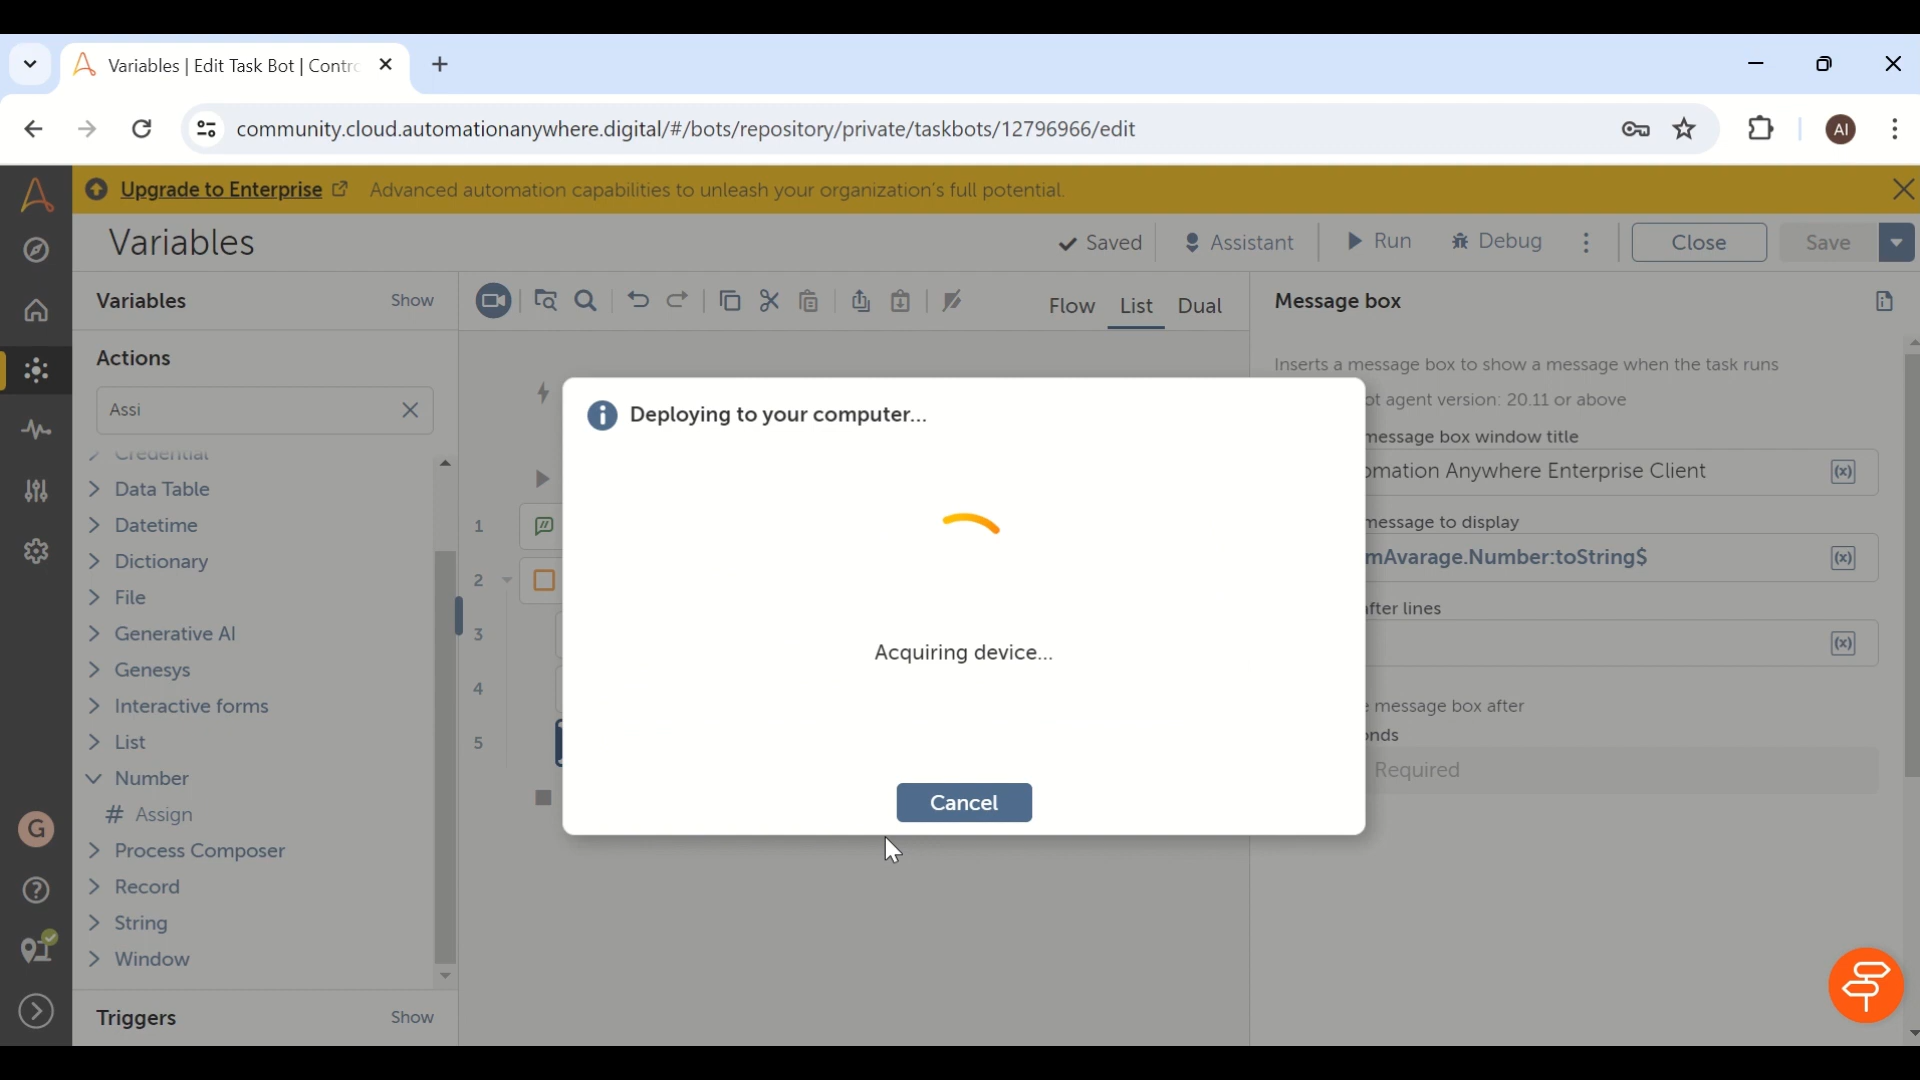 Variables | Edit Task Bot | Contro
community.cloud.automationanywhere.digital/#/bots/repository/private/taskbots/12796966/edit
AI
Upgrade to Enterprise
Advanced automation capabilities to unleash your organization's full potential.
Variables
Saved
Assistant
Run
Debug
Close
Save
Variables
Show
Flow
List
Dual
Message box
Actions
Inserts a message box to show a message when the task runs
Assi
ot agent version: 20.11 or above
Deploying to your computer...
message box window title
Credential
omation Anywhere Enterprise Client
(x)
Data Table
Datetime
1
message to display
Dictionary
mAvarage.Number:toString$
(x)
2
File
after lines
Generative AI
3
(x)
Acquiring device...
Genesys
4
Interactive forms
message box after
List
5
onds
Number
Required
Cancel
# Assign
G
Process Composer
Record
String
Window
Triggers
Show